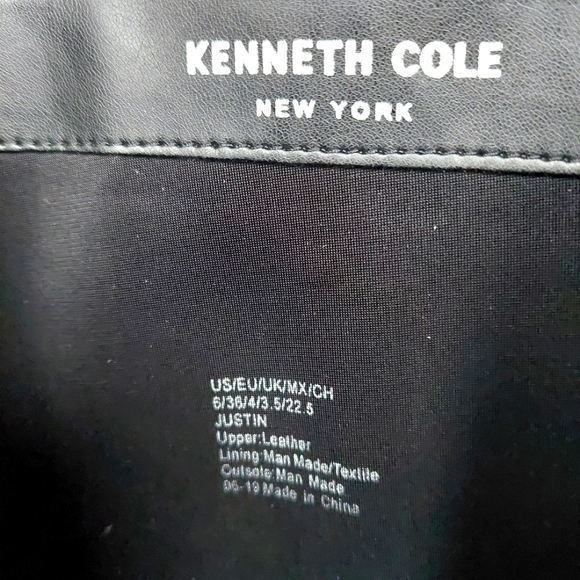 KENNETH COLE
NEW YORK
US/EU/UK/MX/CH
6/36/4/3.5/22.5
JUSTIN
Upper:Leather
Lining:Man Made/Textile
Outsole:Man Made
06-19 Made in China